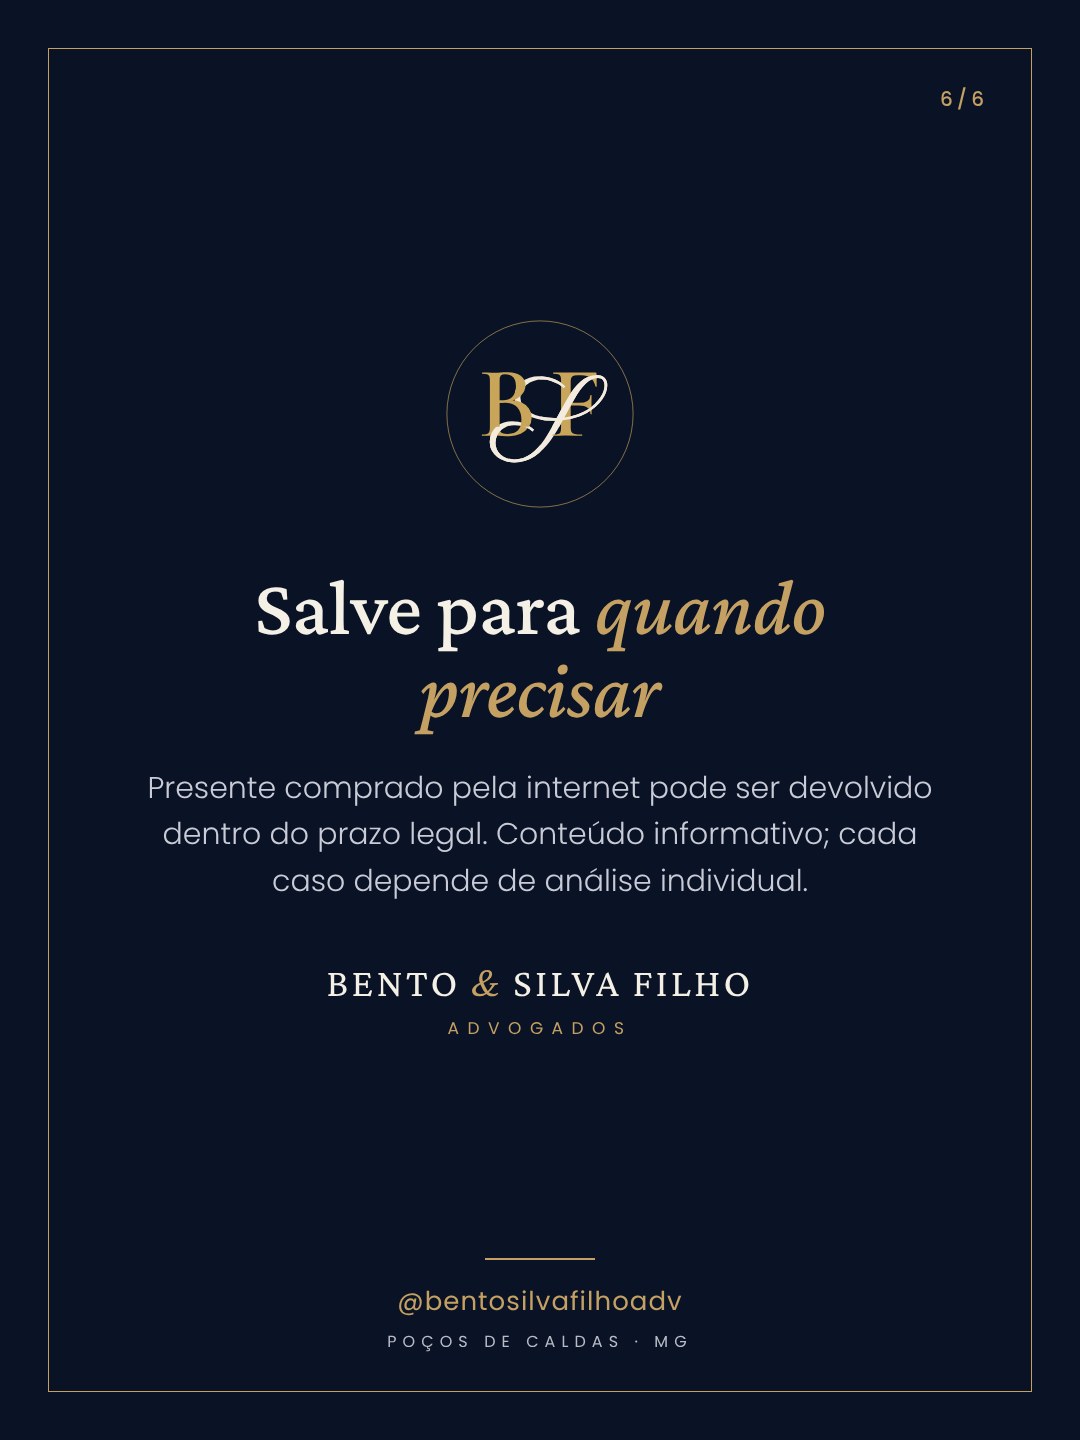 6 / 6
BSF
Salve para quando
precisar
Presente comprado pela internet pode ser devolvido
dentro do prazo legal. Conteúdo informativo; cada
caso depende de análise individual.
BENTO & SILVA FILHO
ADVOGADOS
@bentosilvafilhoadv
POÇOS DE CALDAS · MG